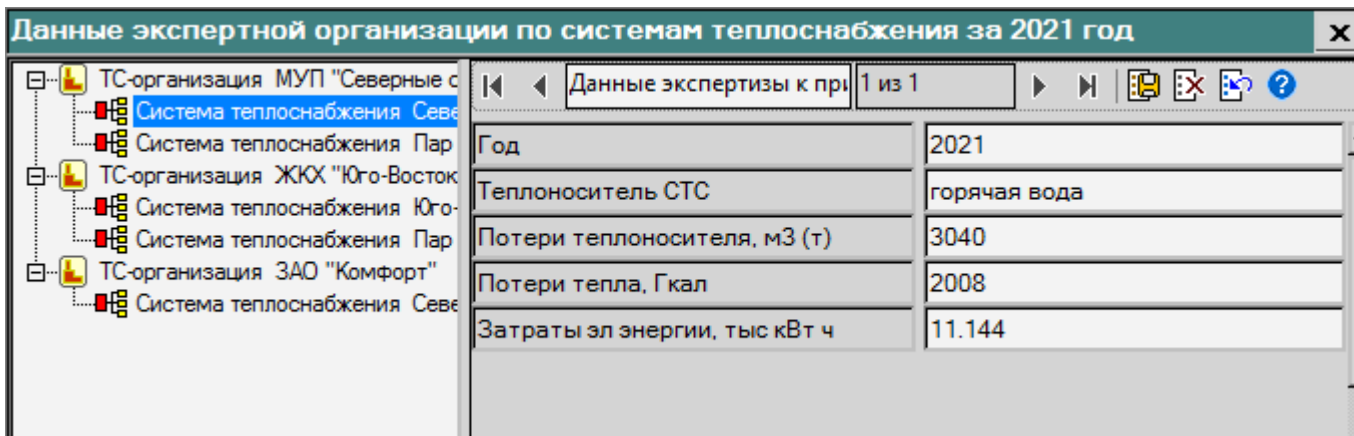 Данные экспертной организации по системам теплоснабжения за 2021 год
ТС-организация МУП "Северные с
Система теплоснабжения Севе
Система теплоснабжения Пар
ТС-организация ЖКХ "Юго-Восток
Система теплоснабжения Юго-
Система теплоснабжения Пар
ТС-организация ЗАО "Комфорт"
Система теплоснабжения Севе
Данные экспертизы к при 1 из 1
Год 2021
Теплоноситель СТС горячая вода
Потери теплоносителя, м3 (т) 3040
Потери тепла, Гкал 2008
Затраты эл энергии, тыс кВт ч 11.144